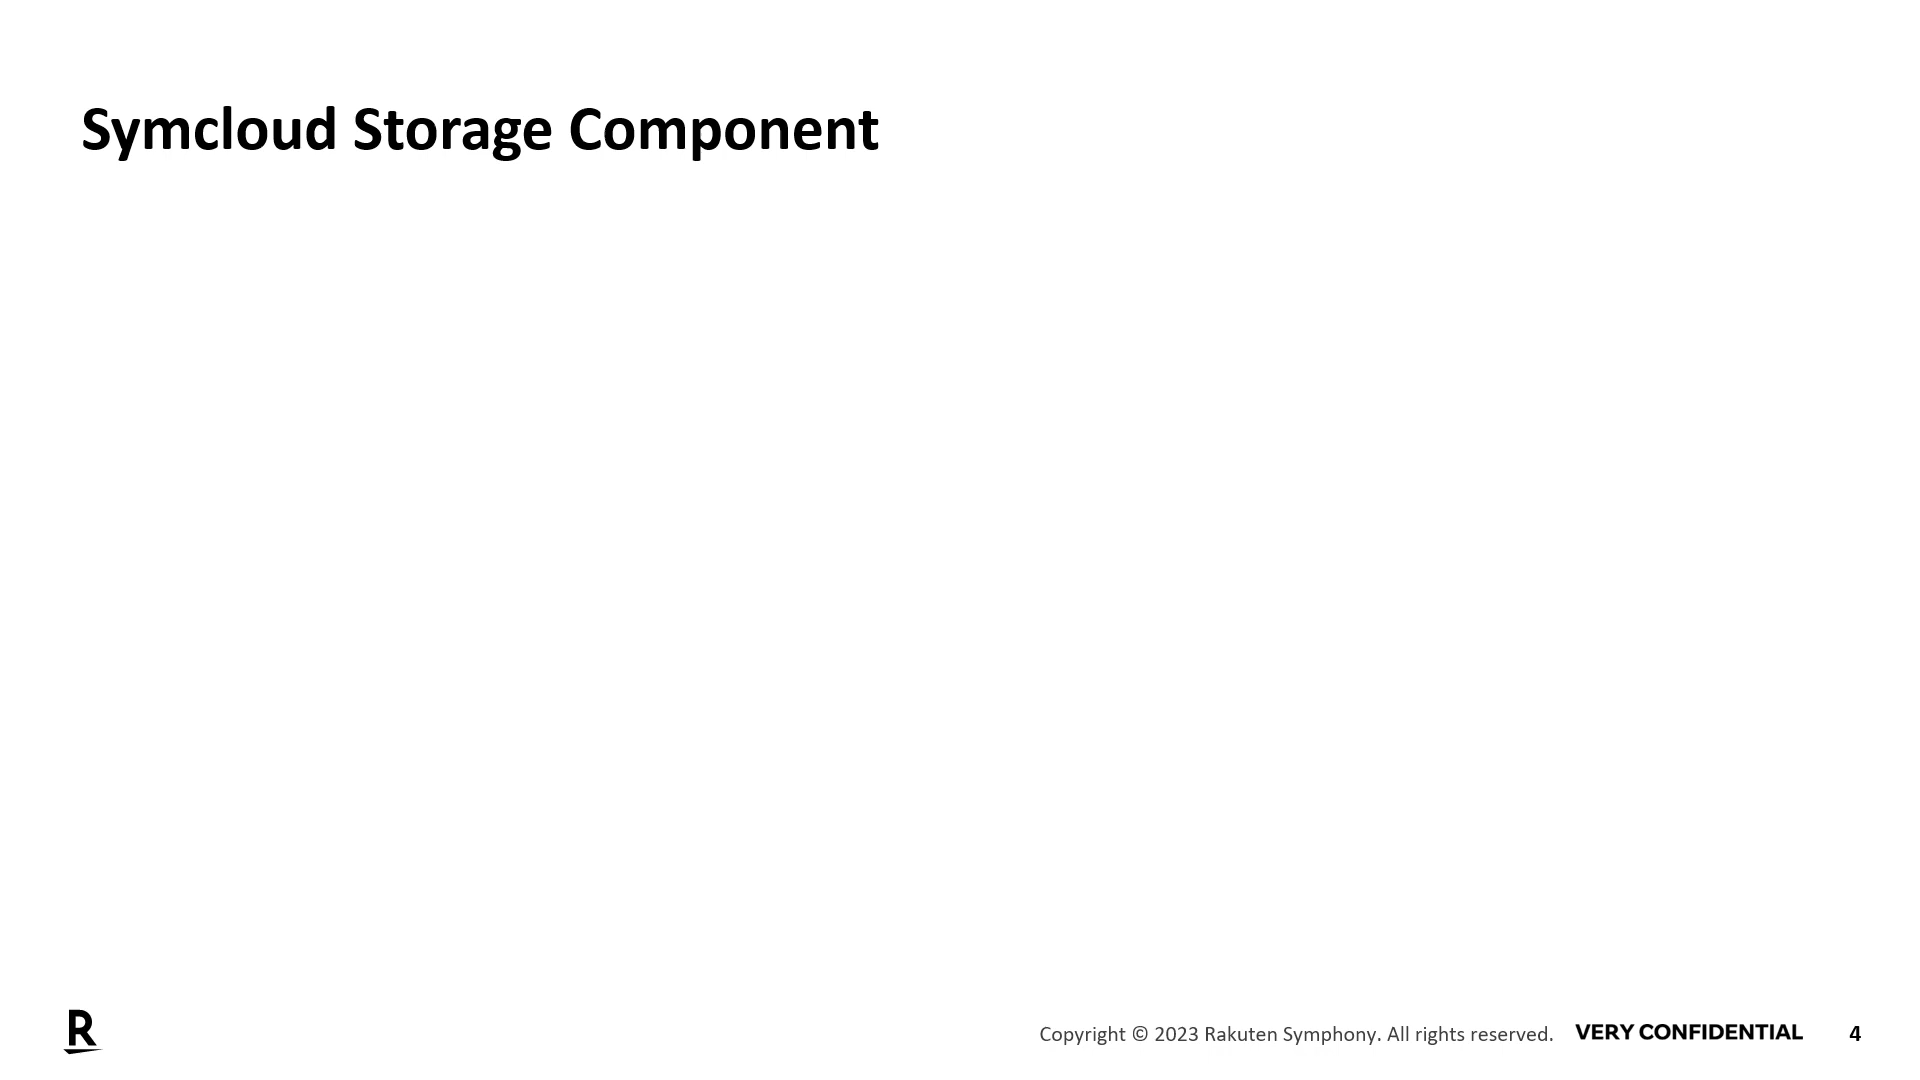 Symcloud Storage Component
R
Copyright © 2023 Rakuten Symphony. All rights reserved. VERY CONFIDENTIAL 4